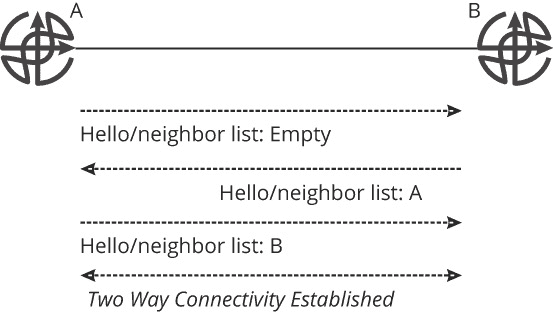 A
B
Hello/neighbor list: Empty
Hello/neighbor list: A
Hello/neighbor list: B
Two Way Connectivity Established